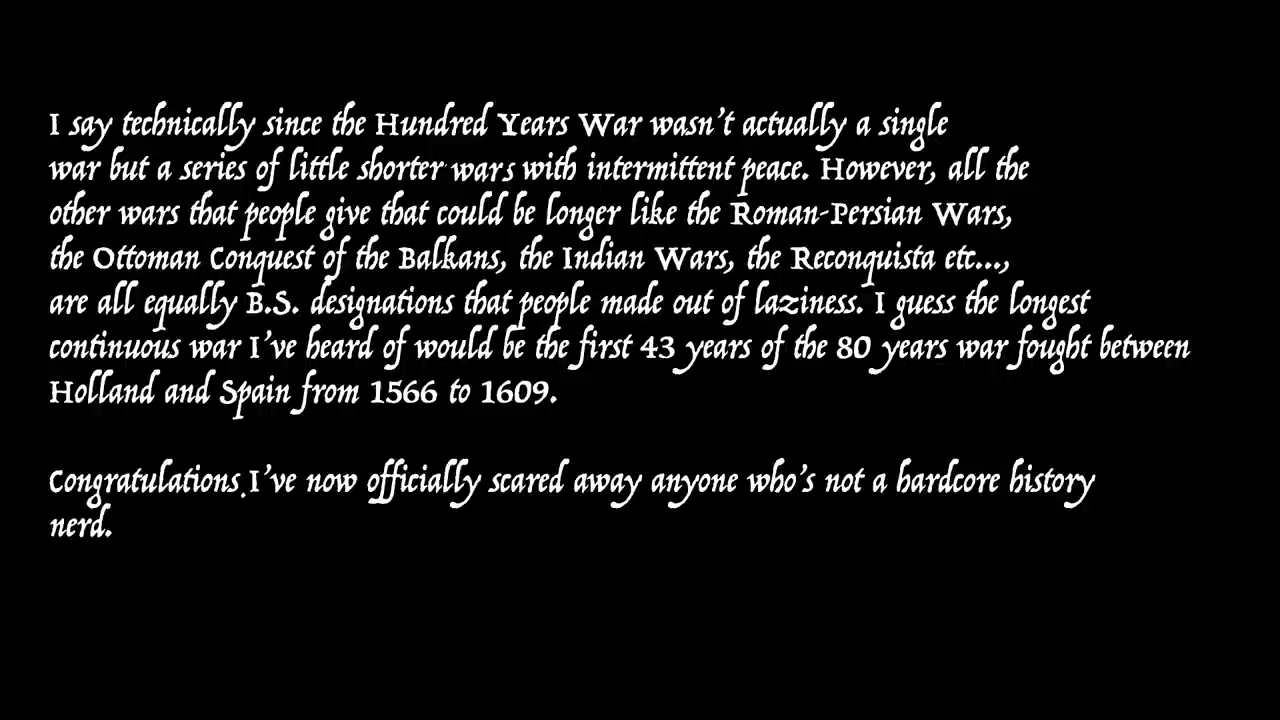 I say technically since the Hundred Years War wasn't actually a single
war but a series of little shorter wars with intermittent peace. However, all the
other wars that people give that could be longer like the Roman-Persian Wars,
the Ottoman Conquest of the Balkans, the Indian Wars, the Reconquista etc...,
are all equally B.S. designations that people made out of laziness. I guess the longest
continuous war I've heard of would be the first 43 years of the 80 years war fought between
Holland and Spain from 1566 to 1609.
Congratulations.I've now officially scared away anyone who's not a hardcore history
nerd.